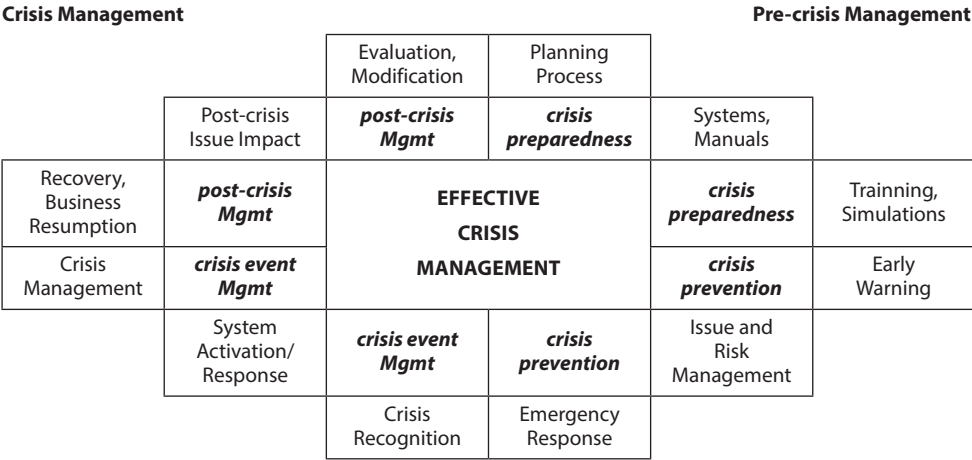 Crisis Management
Pre-crisis Management
Evaluation,
Modification
Planning
Process
Post-crisis
Issue Impact
post-crisis
Mgmt
crisis
preparedness
Systems,
Manuals
Recovery,
Business
Resumption
post-crisis
Mgmt
EFFECTIVE
CRISIS
MANAGEMENT
crisis
preparedness
Trainning,
Simulations
Crisis
Management
crisis event
Mgmt
crisis
prevention
Early
Warning
System
Activation/
Response
crisis event
Mgmt
crisis
prevention
Issue and
Risk
Management
Crisis
Recognition
Emergency
Response